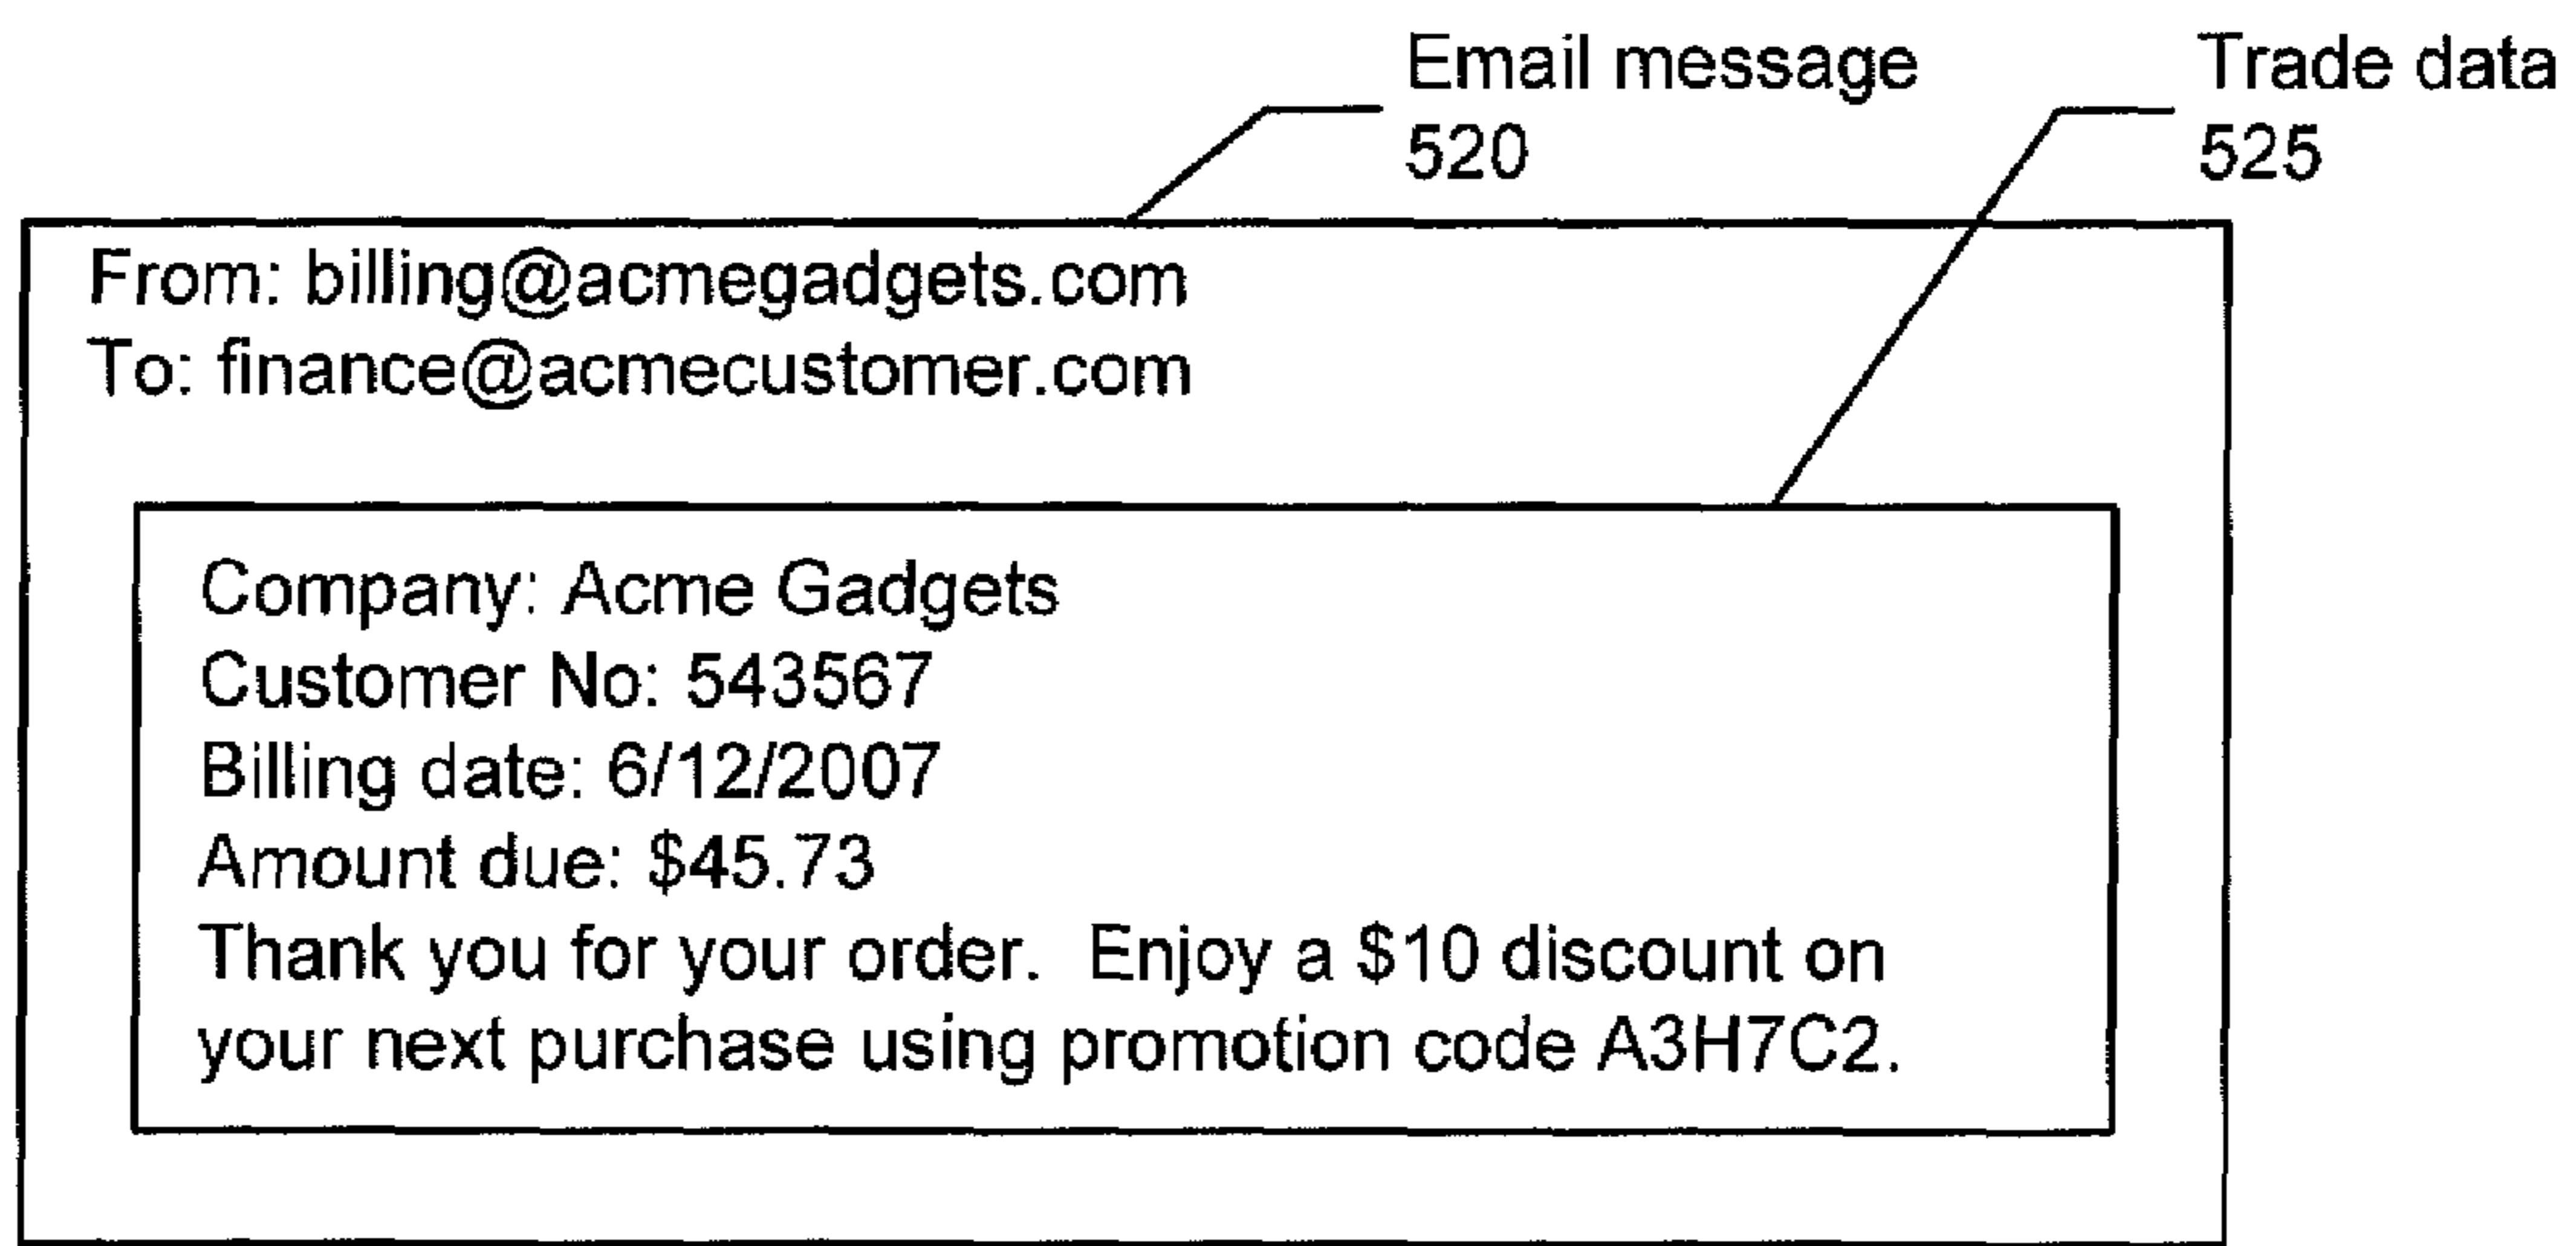 Email message
520
Trade data
525
From: billing@acmegadgets.com
To: finance@acmecustomer.com
Company: Acme Gadgets
Customer No: 543567
Billing date: 6/12/2007
Amount due: $45.73
Thank you for your order.  Enjoy a $10 discount on
your next purchase using promotion code A3H7C2.